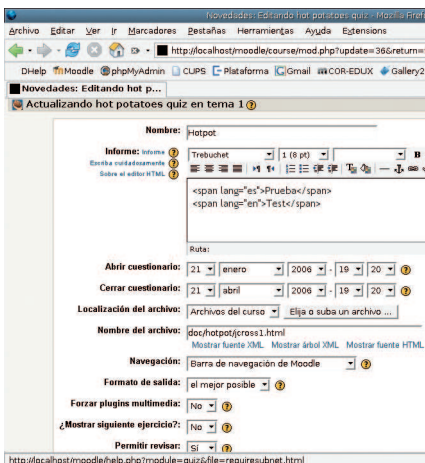 Novedades: Editando hot potatoes quiz - Mozilla Firef
Archivo Editar Ver Ir Marcadores Pestañas Herramientas Ayuda Extensions
http://localhost/moodle/course/mod.php?update=36&return=
DHelp Moodle phpMyAdmin CUPS Plataforma Gmail COR-EDUX Gallery2
Novedades: Editando hot p...
Actualizando hot potatoes quiz en tema 1
Nombre: Hotpot
Informe: Informe
Trebuchet 1 (8 pt) B
Escriba cuidadosamente
Sobre el editor HTML
<span lang="es">Prueba</span>
<span lang="en">Test</span>
Ruta:
Abrir cuestionario: 21 enero 2006 - 19 20
Cerrar cuestionario: 21 abril 2006 - 19 20
Localización del archivo: Archivos del curso Elija o suba un archivo ...
Nombre del archivo: doc/hotpot/jcross1.html
Mostrar fuente XML Mostrar árbol XML Mostrar fuente HTML
Navegación: Barra de navegación de Moodle
Formato de salida: el mejor posible
Forzar plugins multimedia: No
¿Mostrar siguiente ejercicio?: No
Permitir revisar: Sí
http://localhost/moodle/help.php?module=quiz&file=requiresubnet.html